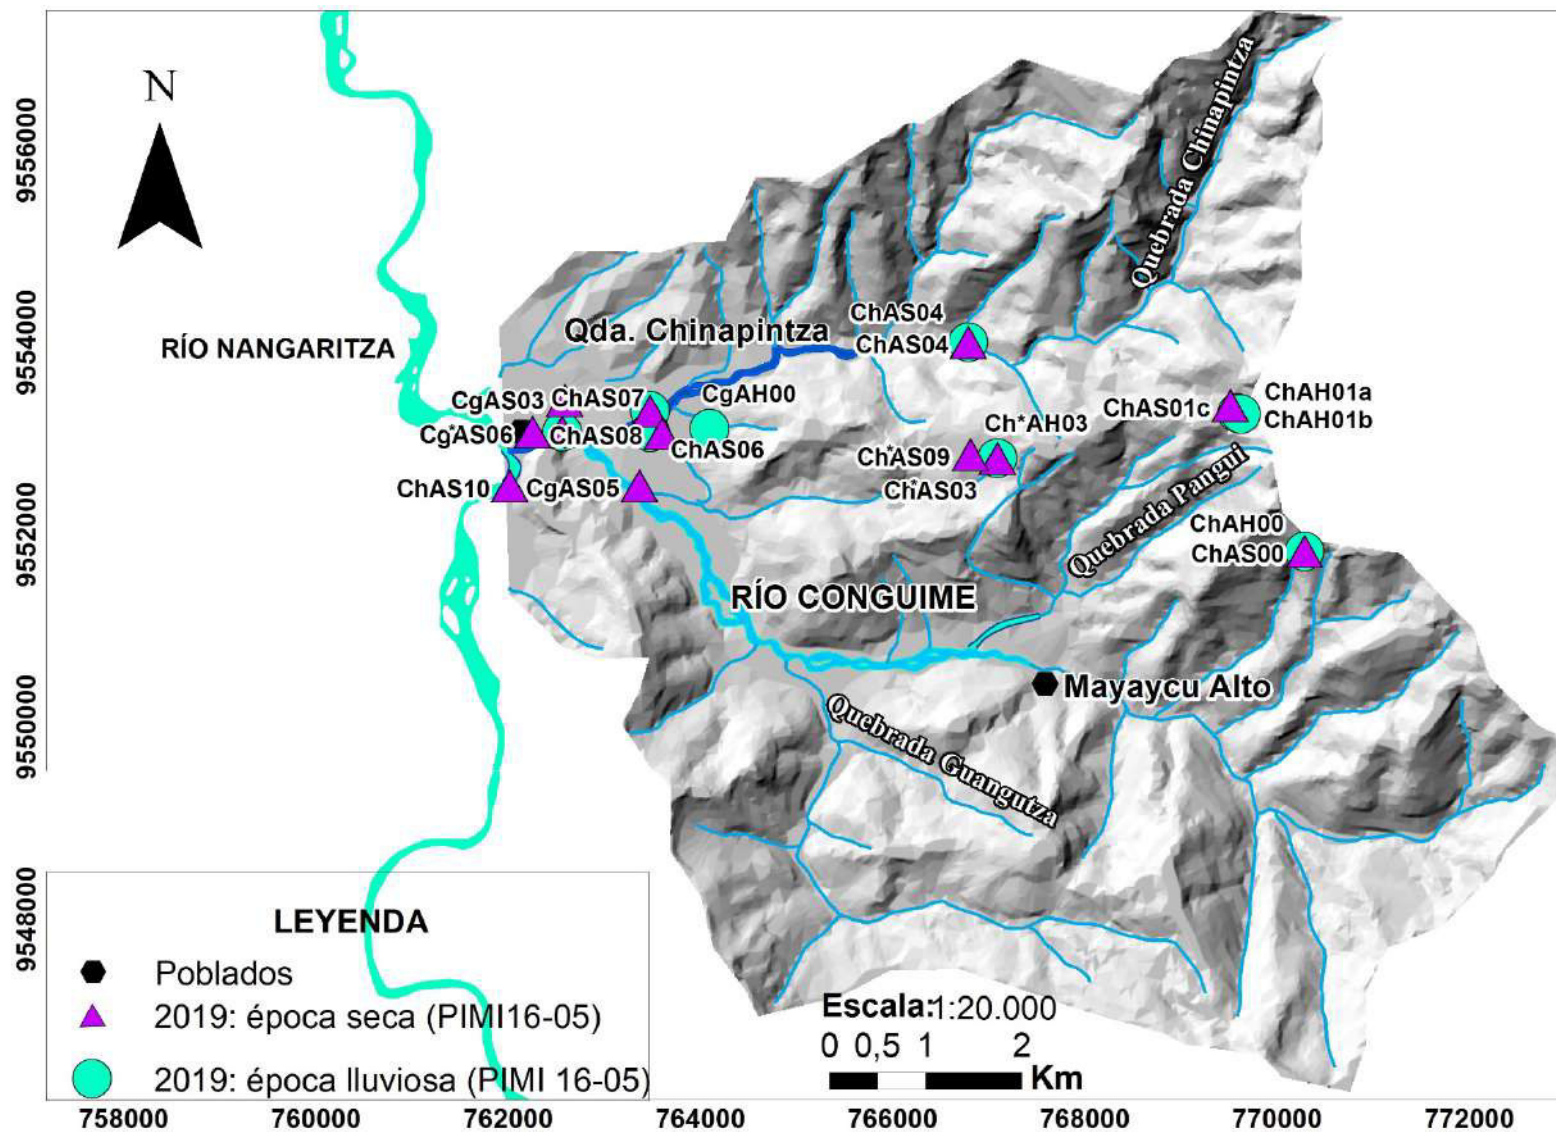 N
9556000
9554000
9552000
9550000
9548000
Quebrada Chinapintza
RÍO NANGARITZA
Qda. Chinapintza
ChAS04
ChAS04
CgAS03
ChAS07
CgAH00
ChAS01c
ChAH01a
ChAH01b
Cg*AS06
ChAS08
ChAS06
Ch*AH03
Ch*AS09
Ch*AS03
ChAS10
CgAS05
Quebrada Pangui
ChAH00
ChAS00
RÍO CONGUIME
Mayaycu Alto
Quebrada Guangutza
LEYENDA
Poblados
2019: época seca (PIMI16-05)
2019: época lluviosa (PIMI 16-05)
Escala:1:20.000
0 0,5 1 2 Km
758000 760000 762000 764000 766000 768000 770000 772000